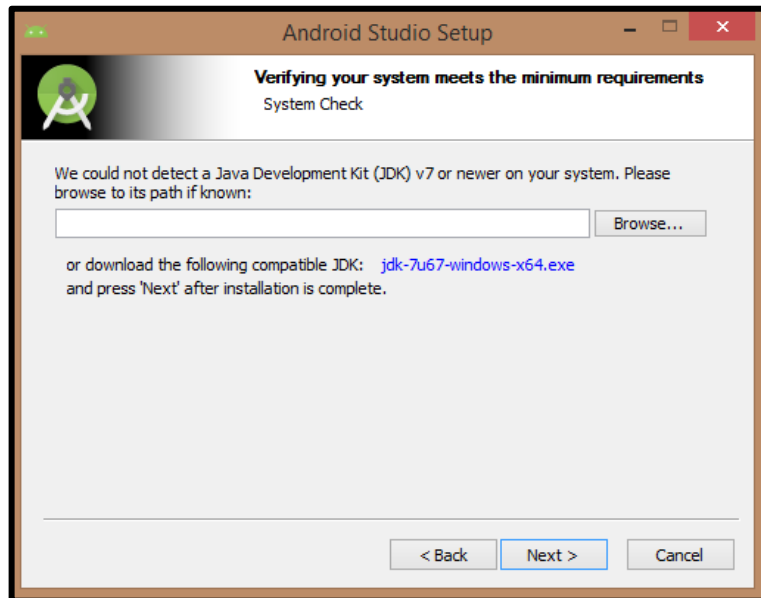 Android Studio Setup
Verifying your system meets the minimum requirements
System Check
We could not detect a Java Development Kit (JDK) v7 or newer on your system. Please
browse to its path if known:
Browse...
or download the following compatible JDK: jdk-7u67-windows-x64.exe
and press 'Next' after installation is complete.
< Back Next > Cancel